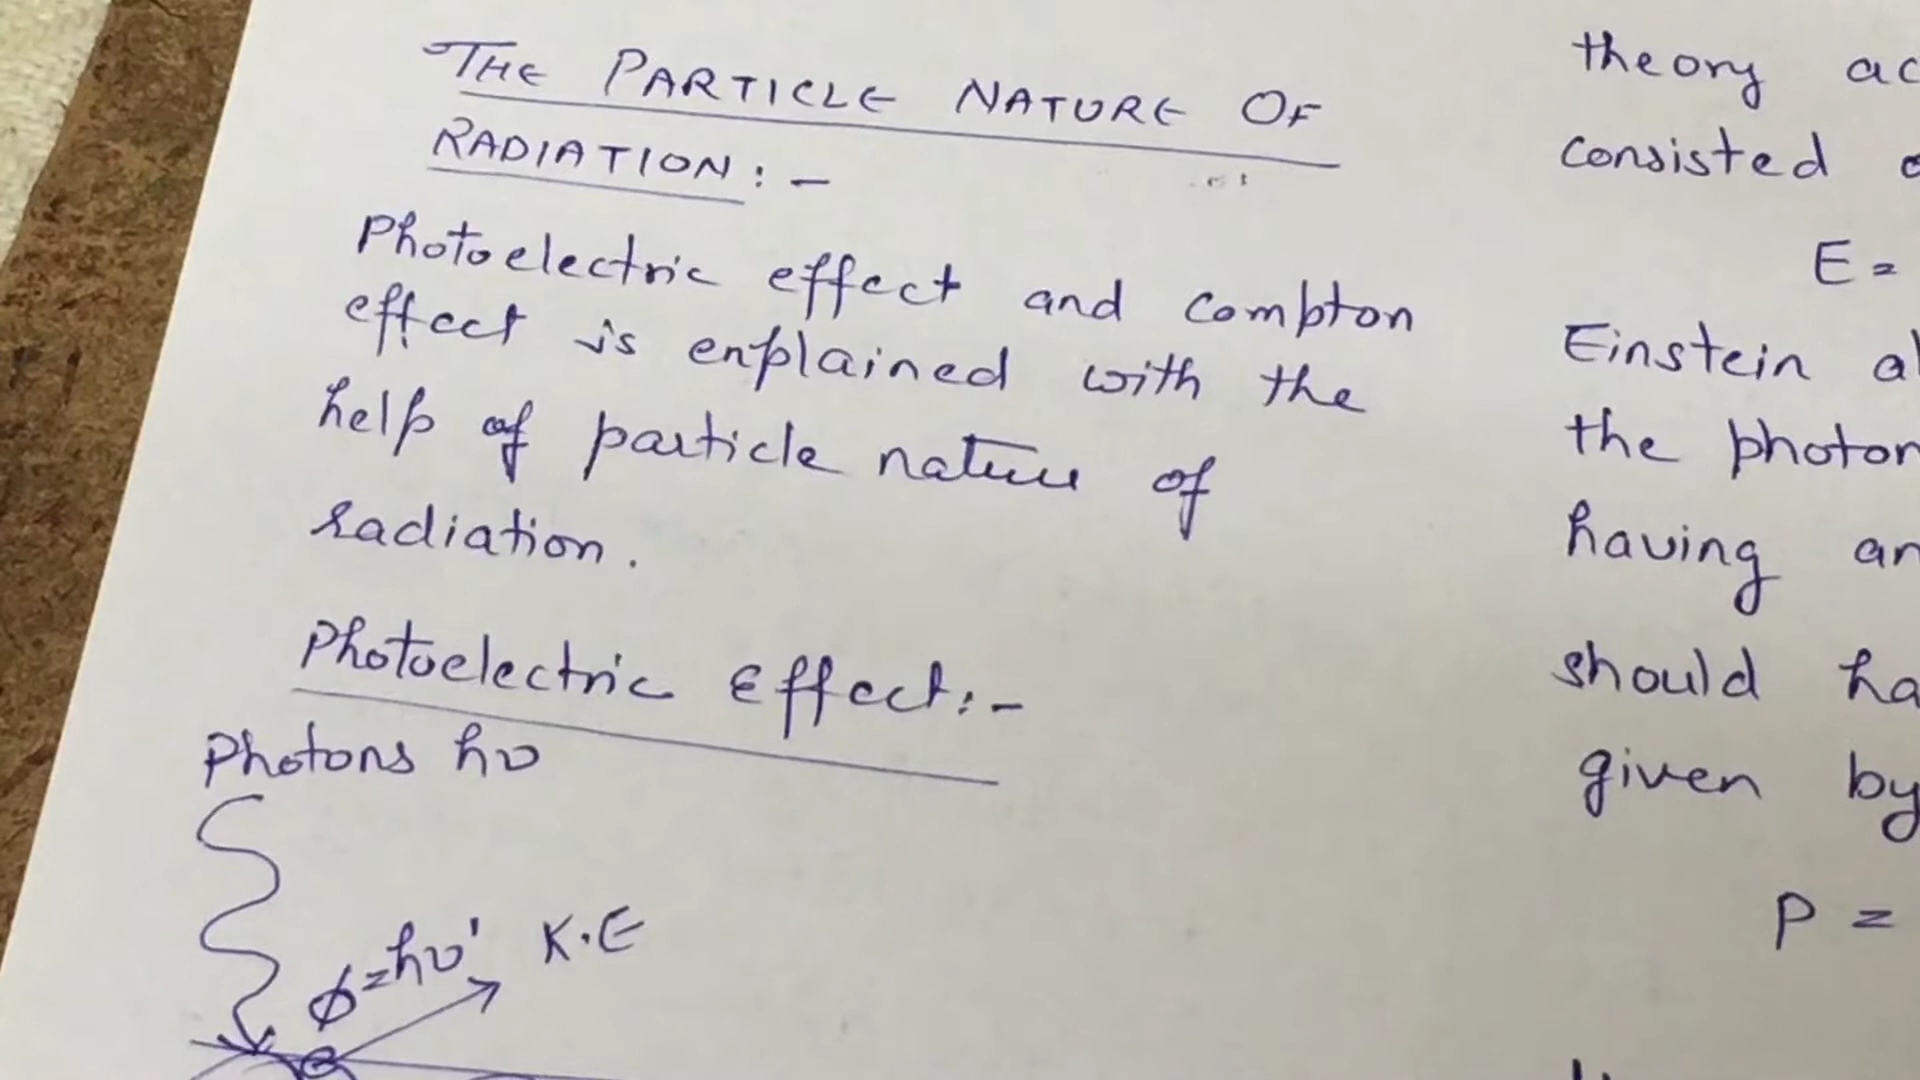 THE PARTICLE NATURE OF
RADIATION : -
Photoelectric effect and compton
effect is explained with the
help of particle nature of
radiation .
Photoelectric Effect : -
Photons hυ
ϕ = hυ' K.E
theory
consisted
E =
Einstein
the photon
having
should
given by
P =